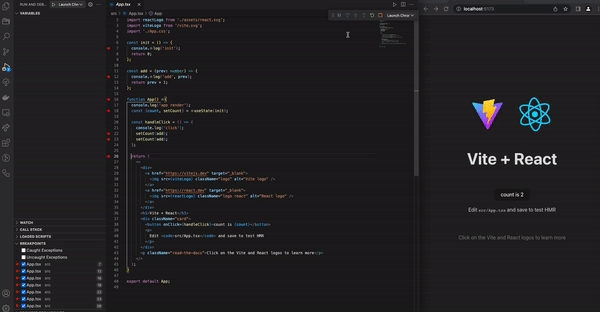 RUN AND DEBUG
Launch Chr
VARIABLES
WATCH
CALL STACK
LOADED SCRIPTS
BREAKPOINTS
Caught Exceptions
Uncaught Exceptions
App.tsx src
App.tsx src
App.tsx src
App.tsx src
App.tsx src
App.tsx src
App.tsx src
App.tsx
src > App.tsx > App
import reactLogo from './assets/react.svg';
import viteLogo from '/vite.svg';
import './App.css';
const init = () => {
console.log('init');
return 0;
};
const add = (prev: number) => {
console.log('add', prev);
return prev + 1;
};
function App() {
console.log('app render');
const [count, setCount] = useState(init);
const handleClick = () => {
console.log('click');
setCount(add);
setCount(add);
};
return (
<>
<div>
<a href="https://vitejs.dev" target="_blank">
<img src={viteLogo} className="logo" alt="Vite logo" />
</a>
<a href="https://react.dev" target="_blank">
<img src={reactLogo} className="logo react" alt="React logo" />
</a>
</div>
<h1>Vite + React</h1>
<div className="card">
<button onClick={handleClick}>count is {count}</button>
<p>
Edit <code>src/App.tsx</code> and save to test HMR
</p>
</div>
<p className="read-the-docs">Click on the Vite and React logos to learn more</p>
</>
);
}
export default App;
Launch Chr
localhost:5173
Vite + React
count is 2
Edit src/App.tsx and save to test HMR
Click on the Vite and React logos to learn more